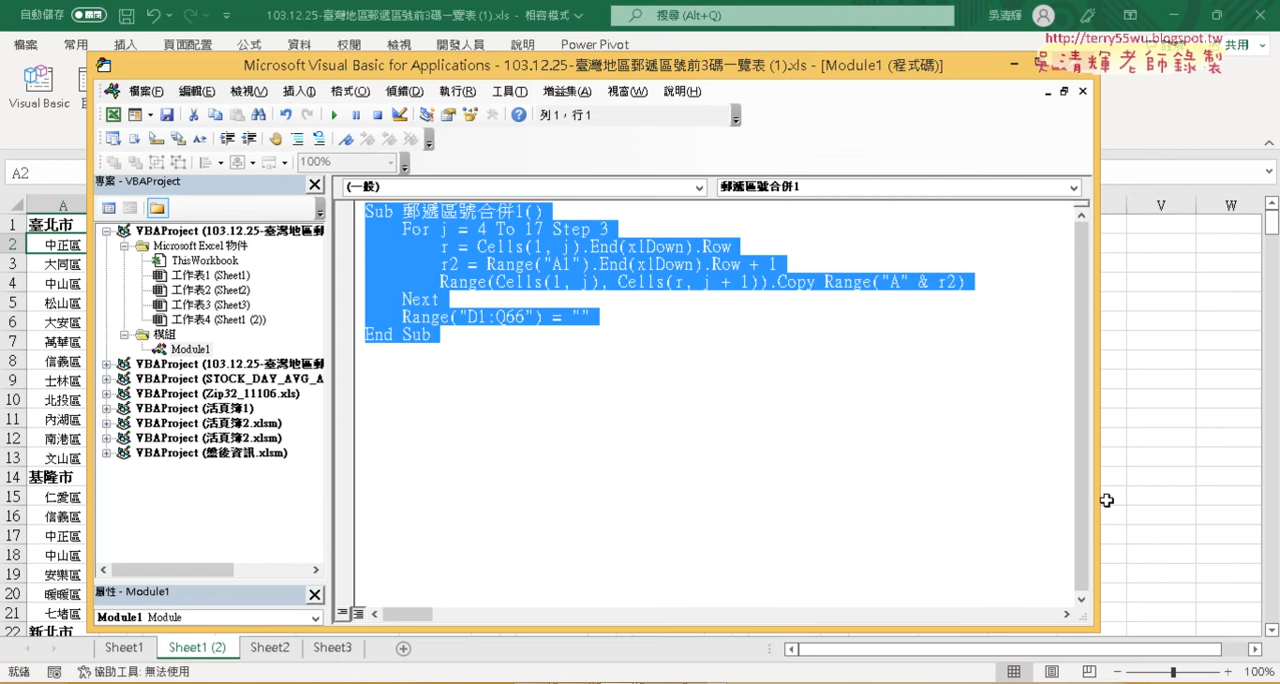 自動儲存
103.12.25-臺灣地區郵遞區號前3碼一覽表 (1).xls - 相容模式
搜尋 (Alt+Q)
吳清輝
http://terry55wu.blogspot.tw
吳清輝老師錄製
檔案 常用 插入 頁面配置 公式 資料 校閱 檢視 開發人員 說明 Power Pivot
共用
Visual Basic
Microsoft Visual Basic for Applications - 103.12.25-臺灣地區郵遞區號前3碼一覽表 (1).xls - [Module1 (程式碼)]
檔案(F) 編輯(E) 檢視(V) 插入(I) 格式(O) 偵錯(D) 執行(R) 工具(T) 增益集(A) 視窗(W) 說明(H)
列 1，行 1
100%
A2
專案 - VBAProject
(一般)
郵遞區號合併1
VBAProject (103.12.25-臺灣地區郵
Microsoft Excel 物件
ThisWorkbook
工作表1 (Sheet1)
工作表2 (Sheet2)
工作表3 (Sheet3)
工作表4 (Sheet1 (2))
模組
Module1
VBAProject (103.12.25-臺灣地區郵
VBAProject (STOCK_DAY_AVG_A
VBAProject (Zip32_11106.xls)
VBAProject (活頁簿1)
VBAProject (活頁簿2.xlsm)
VBAProject (活頁簿2.xlsm)
VBAProject (盤後資訊.xlsm)
屬性 - Module1
Module1 Module
Sub 郵遞區號合併1()
For j = 4 To 17 Step 3
r = Cells(1, j).End(xlDown).Row
r2 = Range("A1").End(xlDown).Row + 1
Range(Cells(1, j), Cells(r, j + 1)).Copy Range("A" & r2)
Next
Range("D1:Q66") = ""
End Sub
A V W
1 臺北市
2 中正區
3 大同區
4 中山區
5 松山區
6 大安區
7 萬華區
8 信義區
9 士林區
10 北投區
11 內湖區
12 南港區
13 文山區
14 基隆市
15 仁愛區
16 信義區
17 中正區
18 中山區
19 安樂區
20 暖暖區
21 七堵區
22 新北市
Sheet1 Sheet1 (2) Sheet2 Sheet3
就緒 協助工具: 無法使用 100%